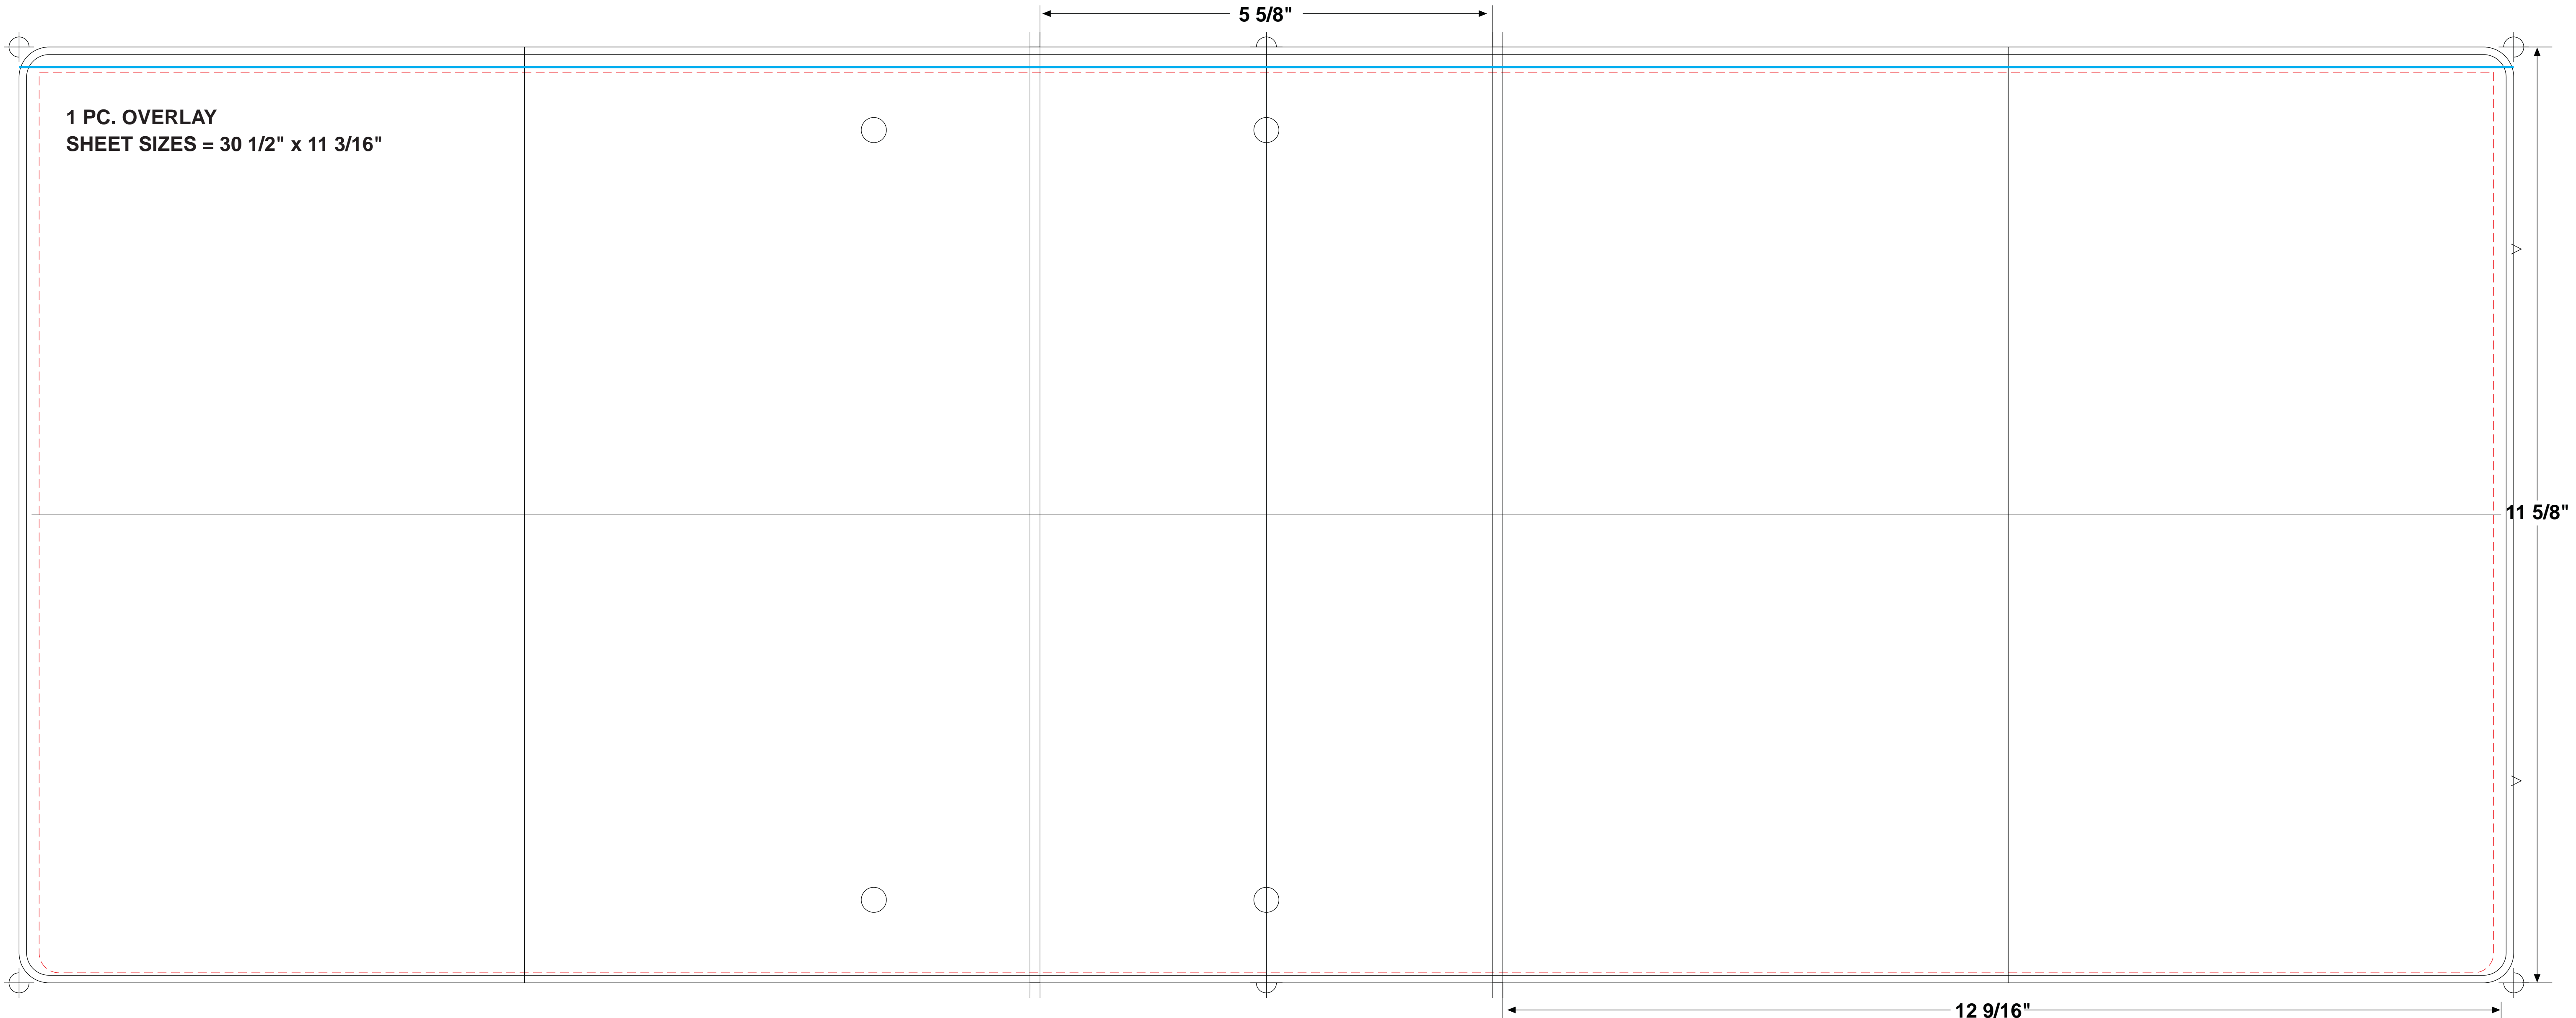 5 5/8"
1 PC. OVERLAY
SHEET SIZES = 30 1/2" x 11 3/16"
11 5/8"
12 9/16"